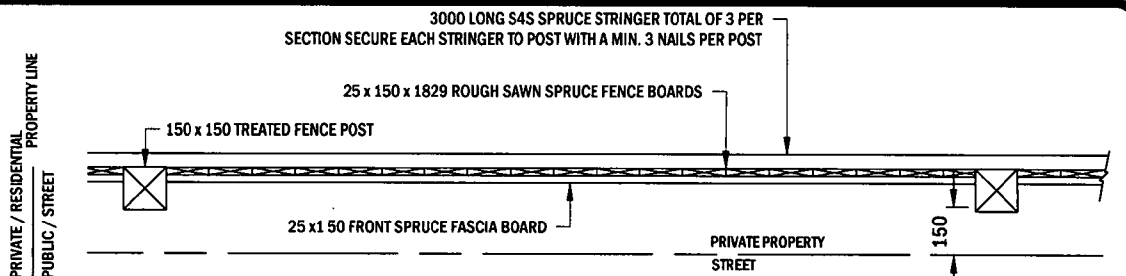 3000 LONG S4S SPRUCE STRINGER TOTAL OF 3 PER
SECTION SECURE EACH STRINGER TO POST WITH A MIN. 3 NAILS PER POST
25 x 150 x 1829 ROUGH SAWN SPRUCE FENCE BOARDS
150 x 150 TREATED FENCE POST
PROPERTY LINE
PRIVATE / RESIDENTIAL
PUBLIC / STREET
25 x1 50 FRONT SPRUCE FASCIA BOARD
150
PRIVATE PROPERTY
STREET